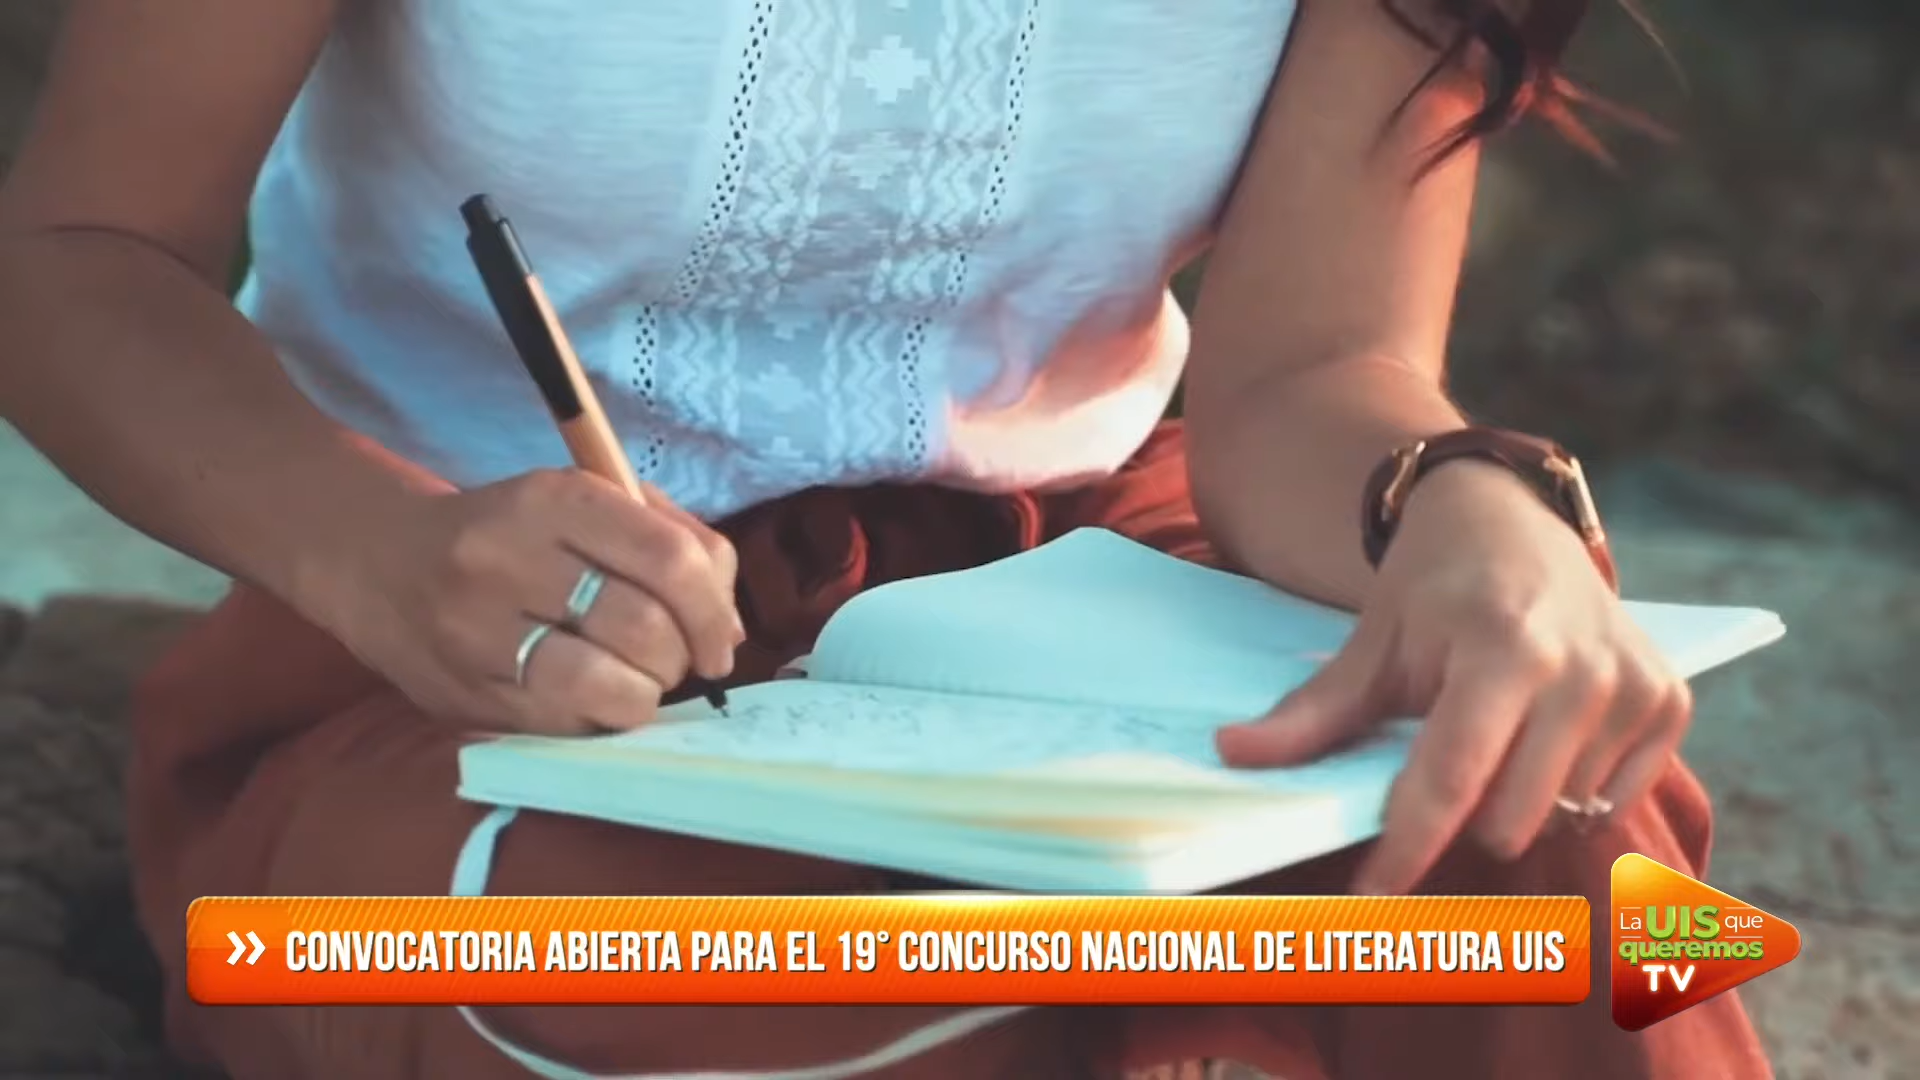 » CONVOCATORIA ABIERTA PARA EL 19° CONCURSO NACIONAL DE LITERATURA UIS
La UIS que
queremos
TV